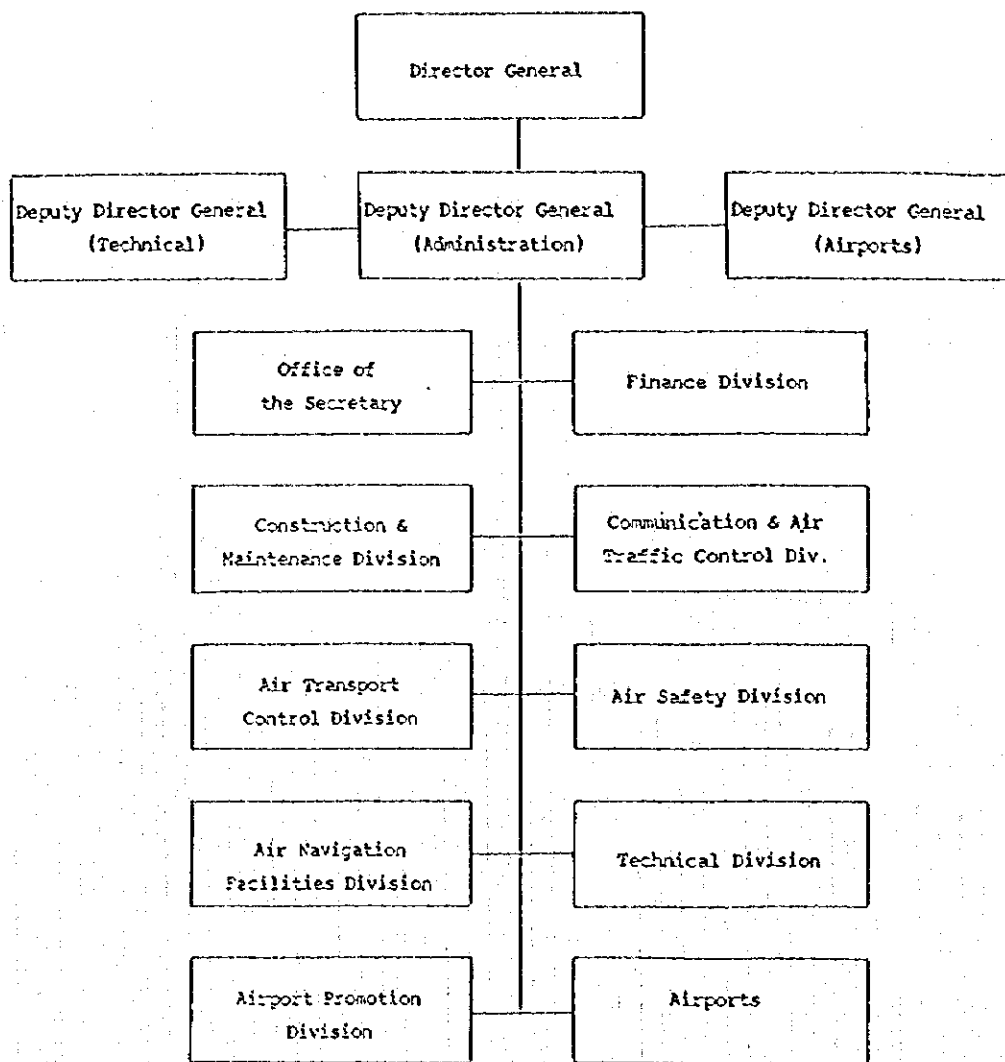 Director General
Deputy Director General
(Technical)
Deputy Director General
(Administration)
Deputy Director General
(Airports)
Office of
the Secretary
Finance Division
Construction &
Maintenance Division
Communication & Air
Traffic Control Div.
Air Transport
Control Division
Air Safety Division
Air Navigation
Facilities Division
Technical Division
Airport Promotion
Division
Airports